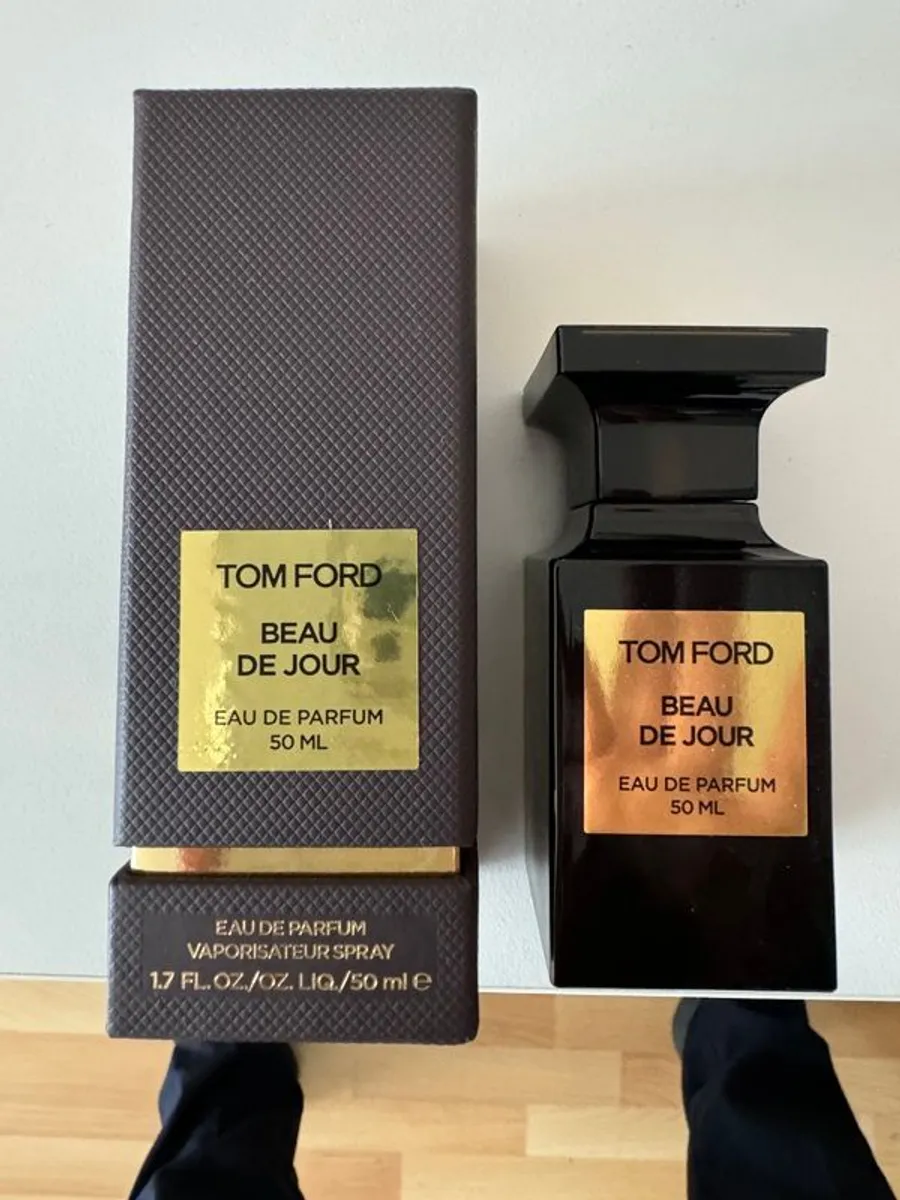 TOM FORD
BEAU
DE JOUR
EAU DE PARFUM
50 ML
EAU DE PARFUM
VAPORISATEUR SPRAY
1.7 FL. OZ./OZ. LIQ./50 ml ℮
TOM FORD
BEAU
DE JOUR
EAU DE PARFUM
50 ML